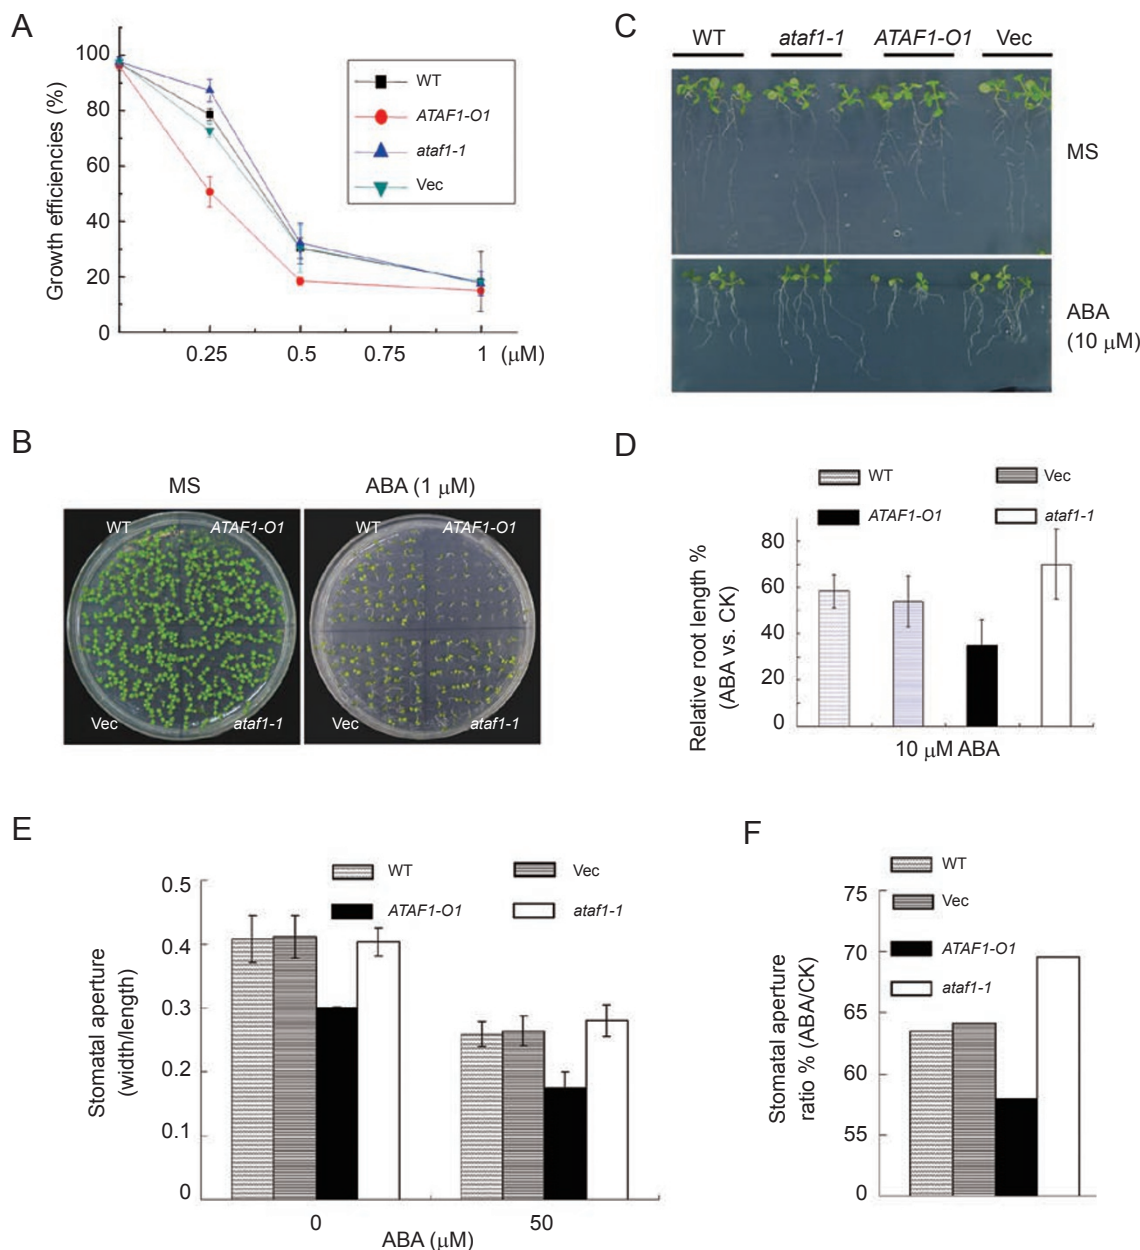 A
100
80
60
40
20
0
Growth efficiencies (%)
0.25
0.5
0.75
1
(μM)
WT
ATAF1-O1
ataf1-1
Vec
C
WT
ataf1-1
ATAF1-O1
Vec
MS
ABA
(10 μM)
B
MS
ABA (1 μM)
WT
ATAF1-O1
Vec
ataf1-1
WT
ATAF1-O1
Vec
ataf1-1
D
WT
Vec
ATAF1-O1
ataf1-1
80
60
40
60
0
Relative root length %
(ABA vs. CK)
10 μM ABA
E
WT
Vec
ATAF1-O1
ataf1-1
0.5
0.4
0.3
0.2
0.1
0
Stomatal aperture
(width/length)
0
50
ABA (μM)
F
WT
Vec
ATAF1-O1
ataf1-1
75
70
65
60
55
0
Stomatal aperture
ratio % (ABA/CK)